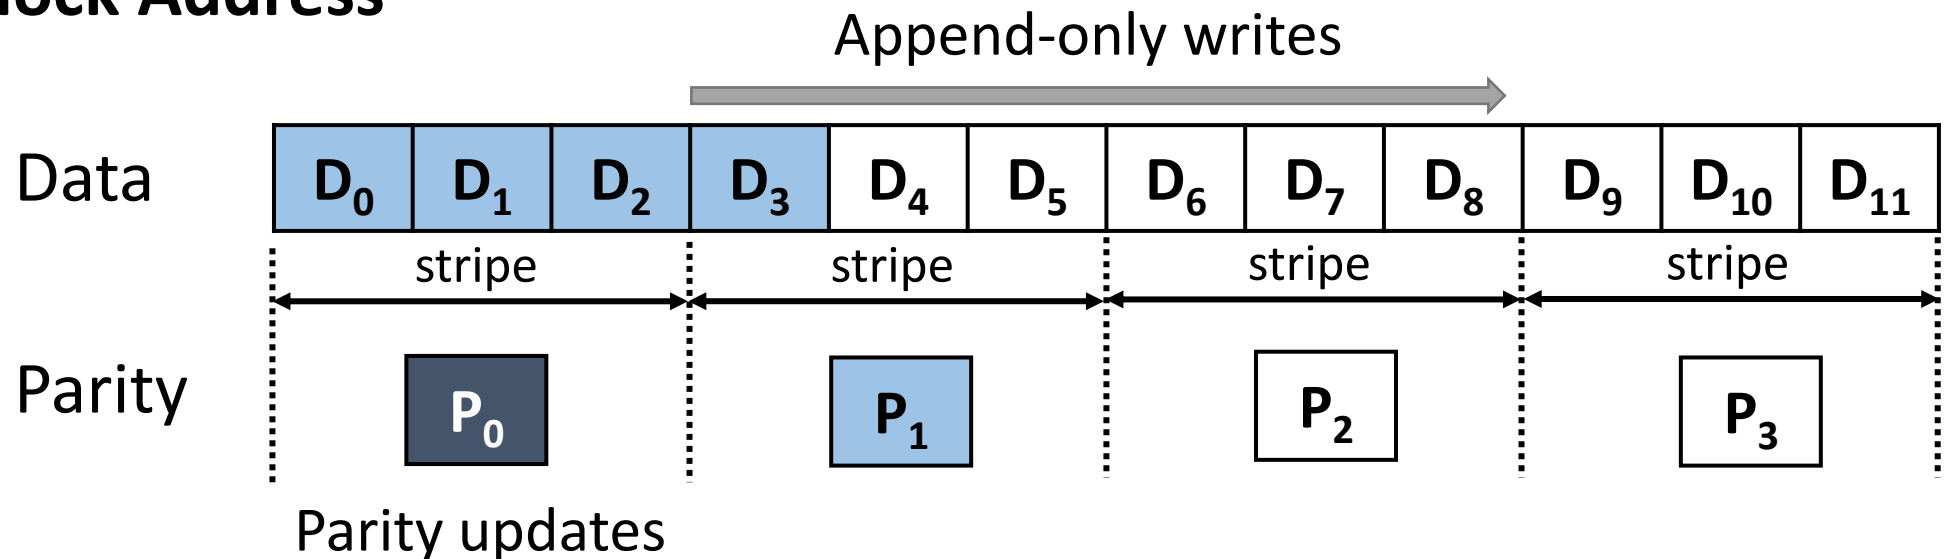 Address
Append-only writes
Data D₀ D₁ D₂ D₃ D₄ D₅ D₆ D₇ D₈ D₉ D₁₀ D₁₁
stripe stripe stripe stripe
Parity P₀ P₁ P₂ P₃
Parity updates